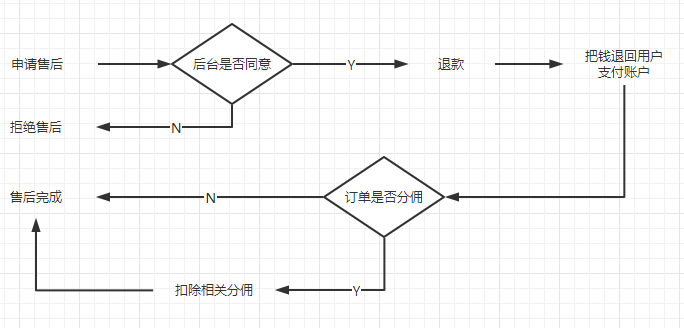 申请售后
后台是否同意
Y
退款
把钱退回用户
支付账户
拒绝售后
N
售后完成
N
订单是否分佣
扣除相关分佣
Y